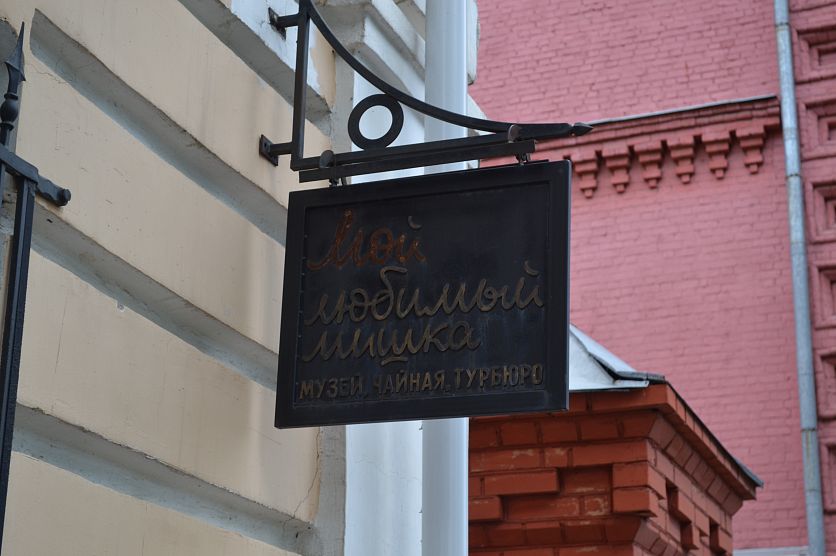 Мой
любимый
мишка
МУЗЕЙ, ЧАЙНАЯ, ТУРБЮРО